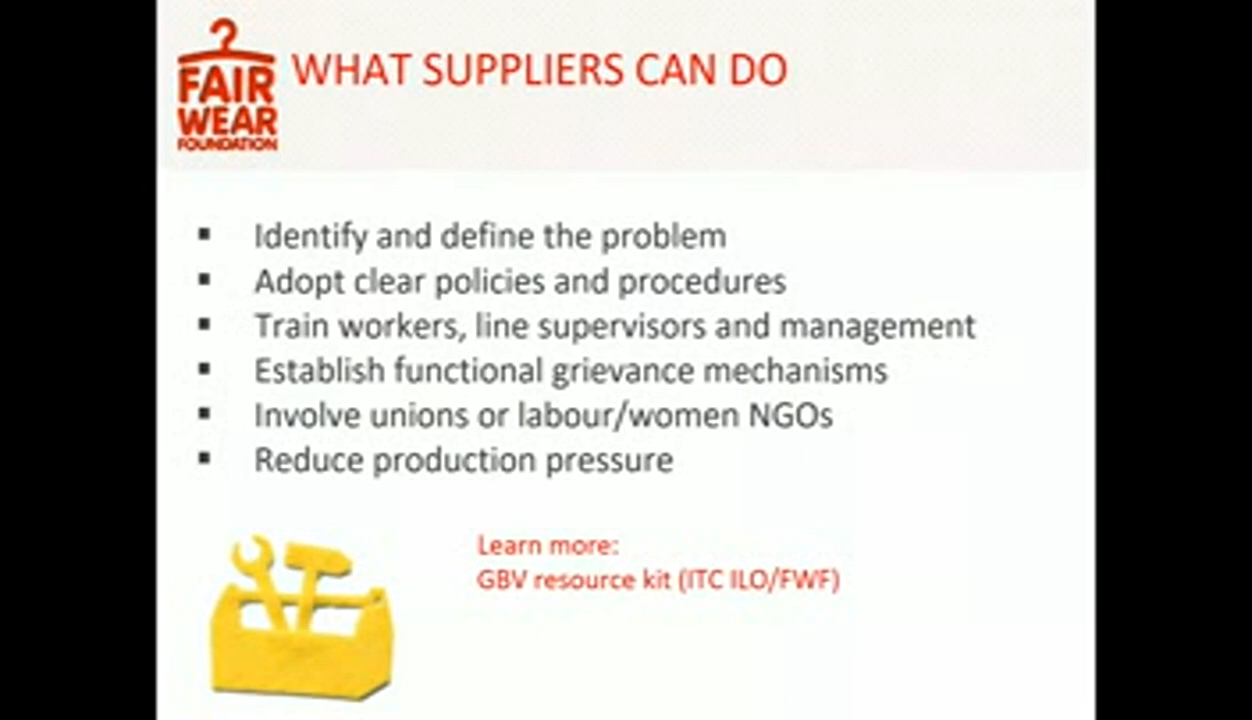 FAIR
WEAR
FOUNDATION
WHAT SUPPLIERS CAN DO
▪ Identify and define the problem
▪ Adopt clear policies and procedures
▪ Train workers, line supervisors and management
▪ Establish functional grievance mechanisms
▪ Involve unions or labour/women NGOs
▪ Reduce production pressure
Learn more:
GBV resource kit (ITC ILO/FWF)